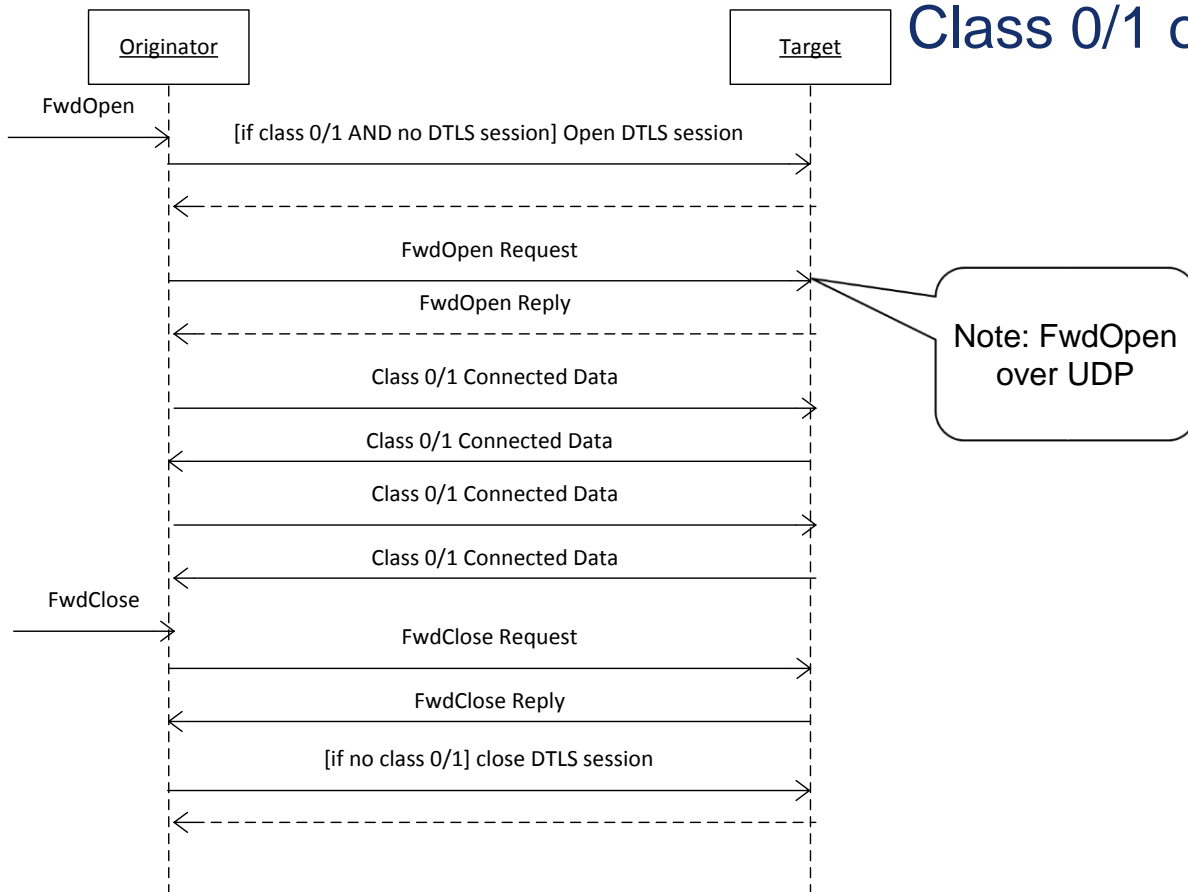 Class 0/1 c
Originator
Target
FwdOpen
[if class 0/1 AND no DTLS session] Open DTLS session
FwdOpen Request
FwdOpen Reply
Note: FwdOpen
over UDP
Class 0/1 Connected Data
Class 0/1 Connected Data
Class 0/1 Connected Data
Class 0/1 Connected Data
FwdClose
FwdClose Request
FwdClose Reply
[if no class 0/1] close DTLS session